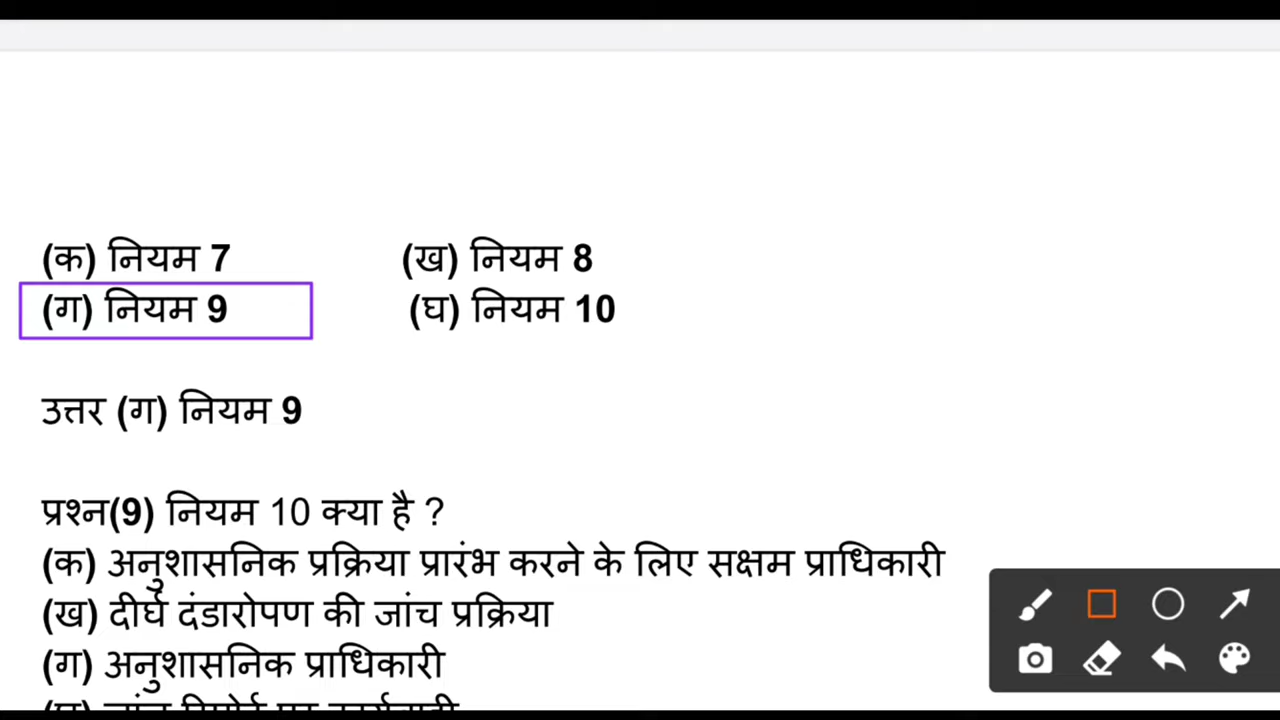 (क) नियम 7 (ख) नियम 8
(ग) नियम 9 (घ) नियम 10
उत्तर (ग) नियम 9
प्रश्न(9) नियम 10 क्या है ?
(क) अनुशासनिक प्रक्रिया प्रारंभ करने के लिए सक्षम प्राधिकारी
(ख) दीर्घ दंडारोपण की जांच प्रक्रिया
(ग) अनुशासनिक प्राधिकारी